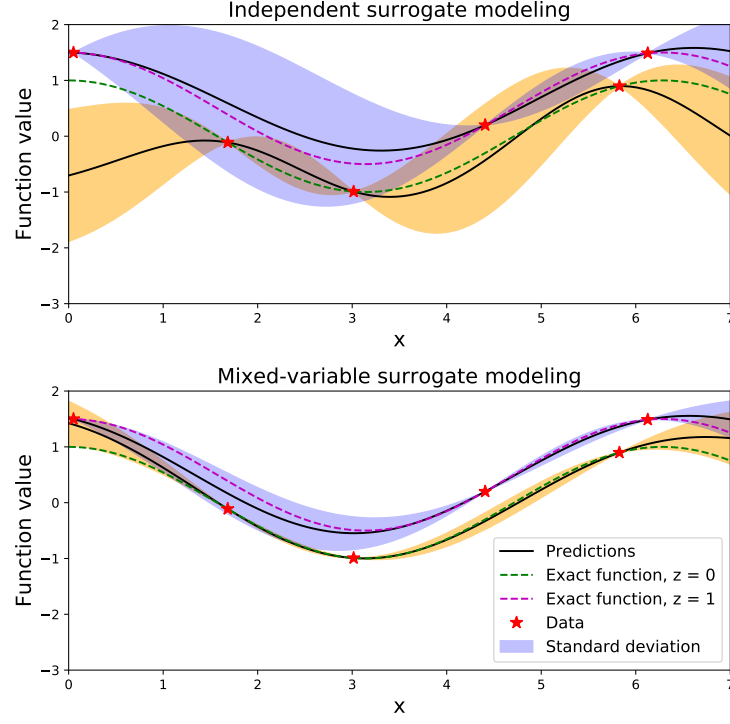 Independent surrogate modeling
2
1
0
−1
−2
−3
Function value
0 1 2 3 4 5 6 7
x
Mixed-variable surrogate modeling
2
1
0
−1
−2
−3
Function value
Predictions
Exact function, z = 0
Exact function, z = 1
Data
Standard deviation
0 1 2 3 4 5 6 7
x